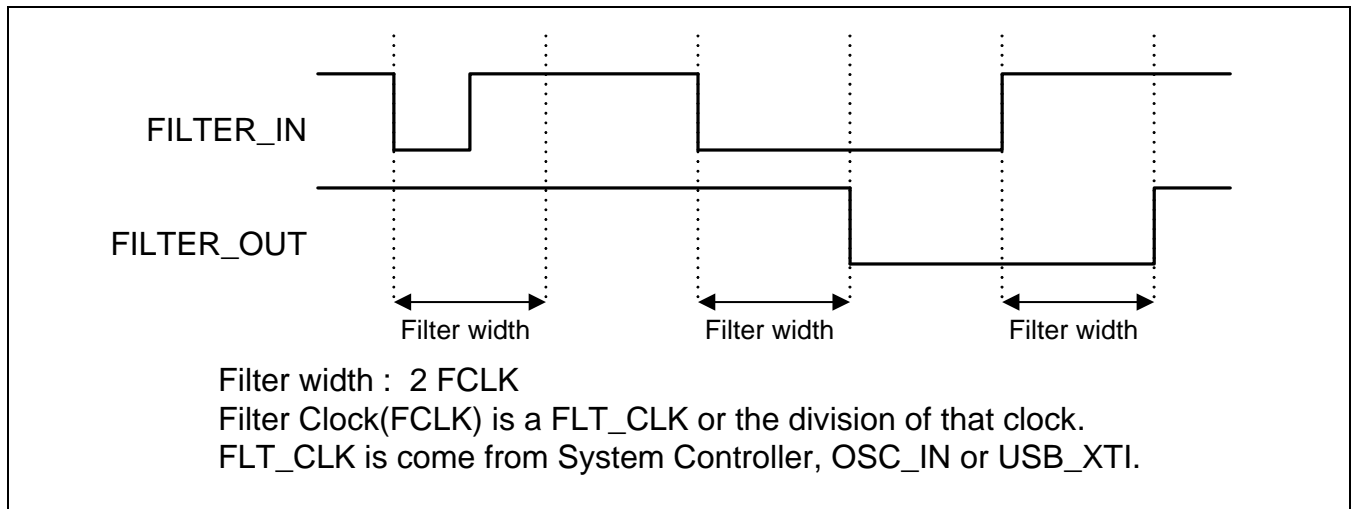 FILTER_IN
FILTER_OUT
Filter width Filter width Filter width
Filter width : 2 FCLK
Filter Clock(FCLK) is a FLT_CLK or the division of that clock.
FLT_CLK is come from System Controller, OSC_IN or USB_XTI.